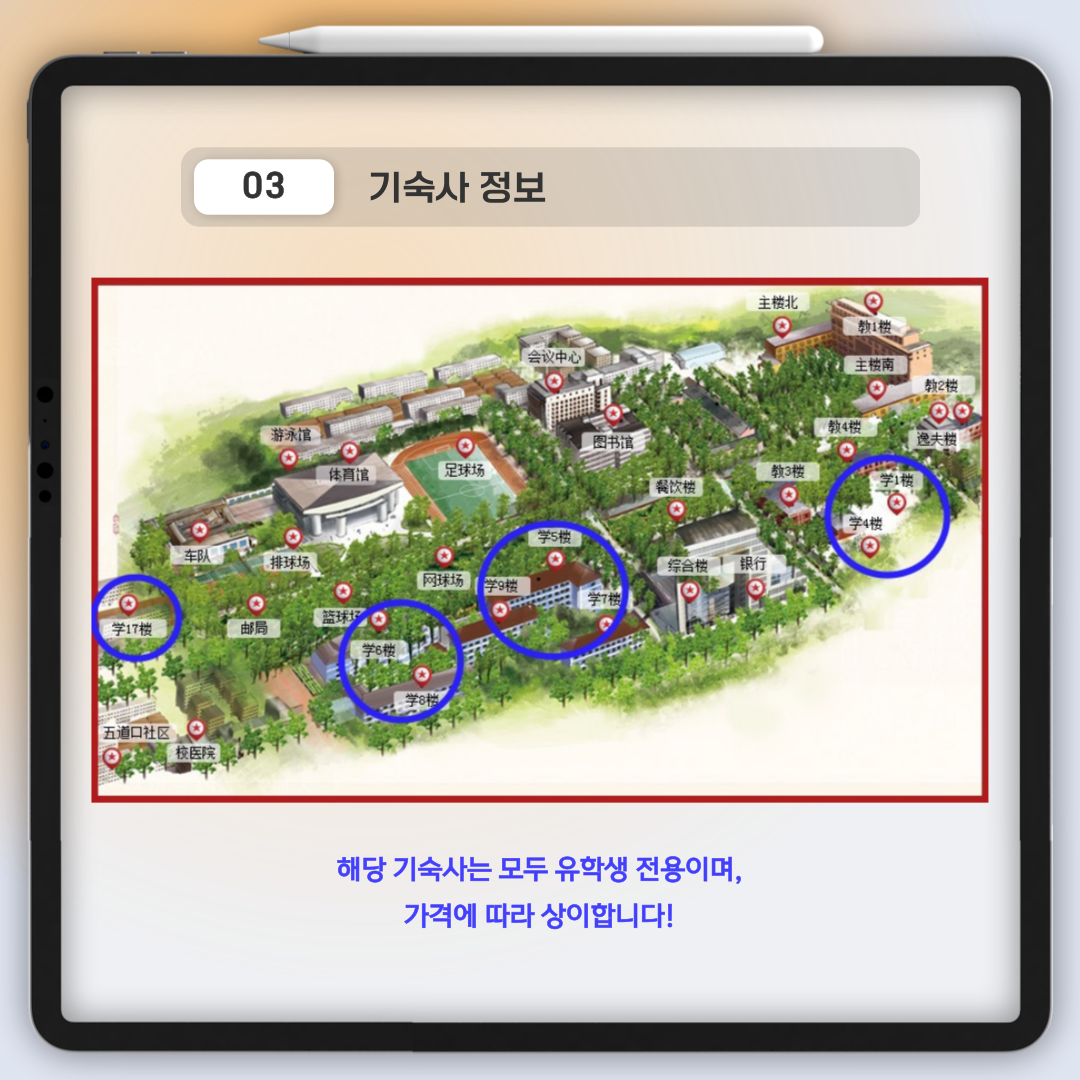 03 기숙사 정보
主楼北
教1楼
会议中心
主楼南
教2楼
游泳馆
体育馆
足球场
图书馆
教4楼
逸夫楼
餐饮楼
教3楼
学1楼
学4楼
车队
排球场
网球场
学5楼
学9楼
学7楼
综合楼
银行
学17楼
邮局
篮球场
学6楼
学8楼
五道口社区
校医院
해당 기숙사는 모두 유학생 전용이며,
가격에 따라 상이합니다!